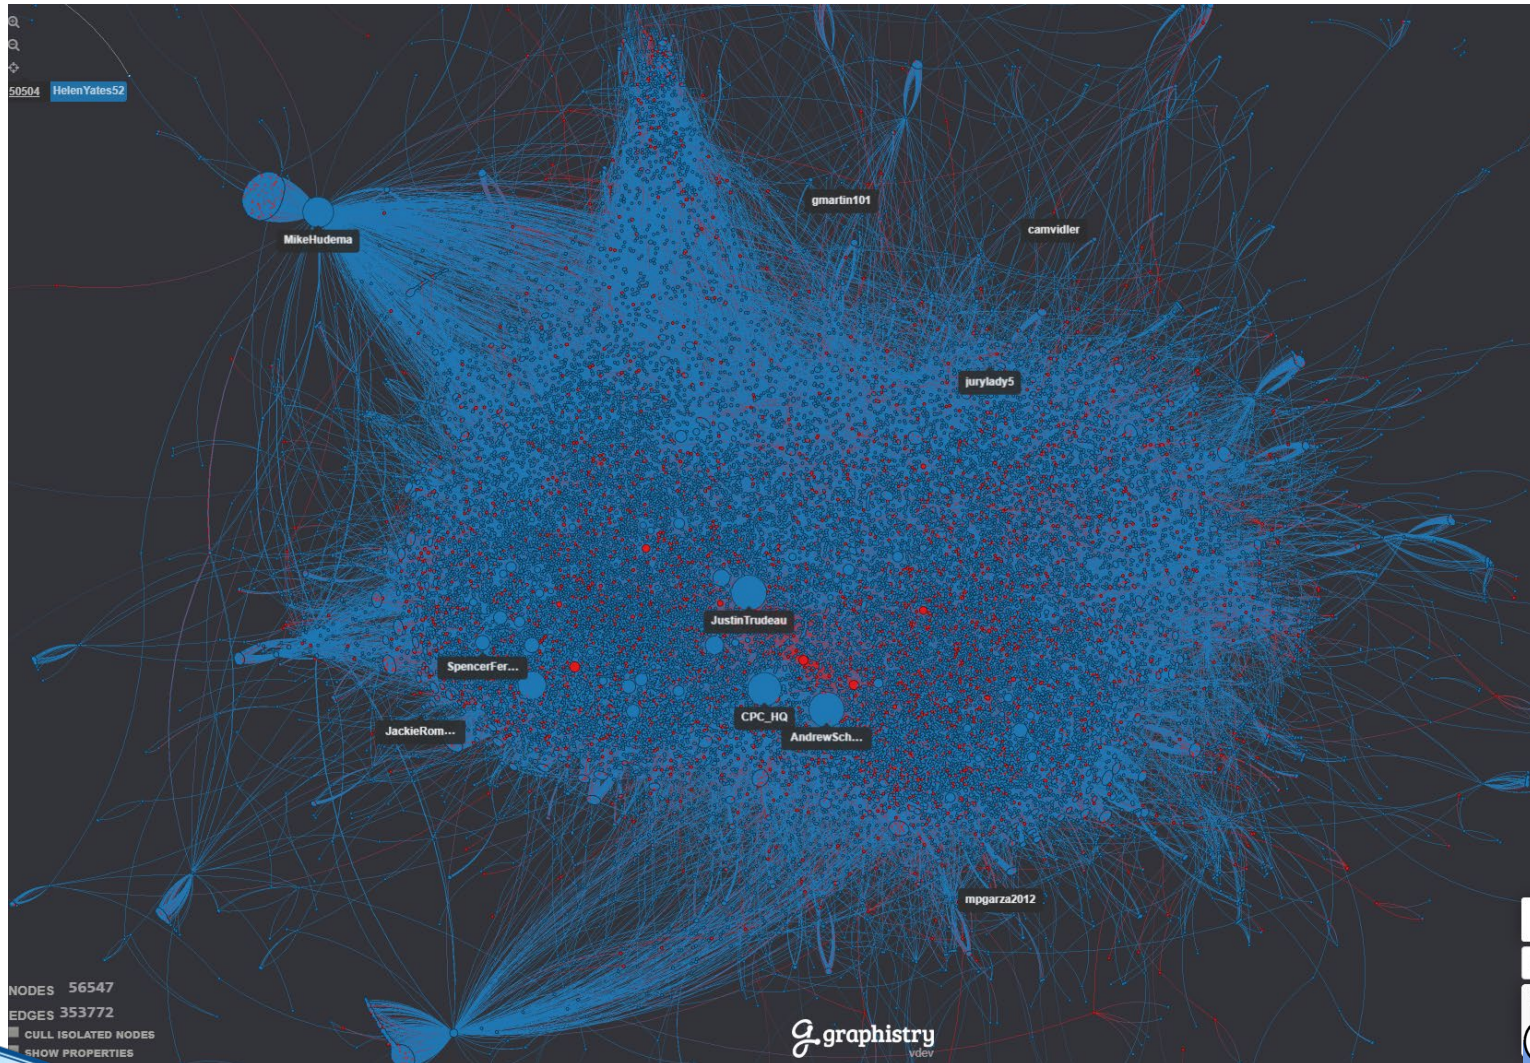 50504 HelenYates52
gmartin101
camvidler
MikeHudema
jurylady5
JustinTrudeau
SpencerFer...
CPC_HQ
JackieRom...
AndrewSch...
mpgarza2012
NODES 56547
EDGES 353772
CULL ISOLATED NODES
SHOW PROPERTIES
graphistry
vdev